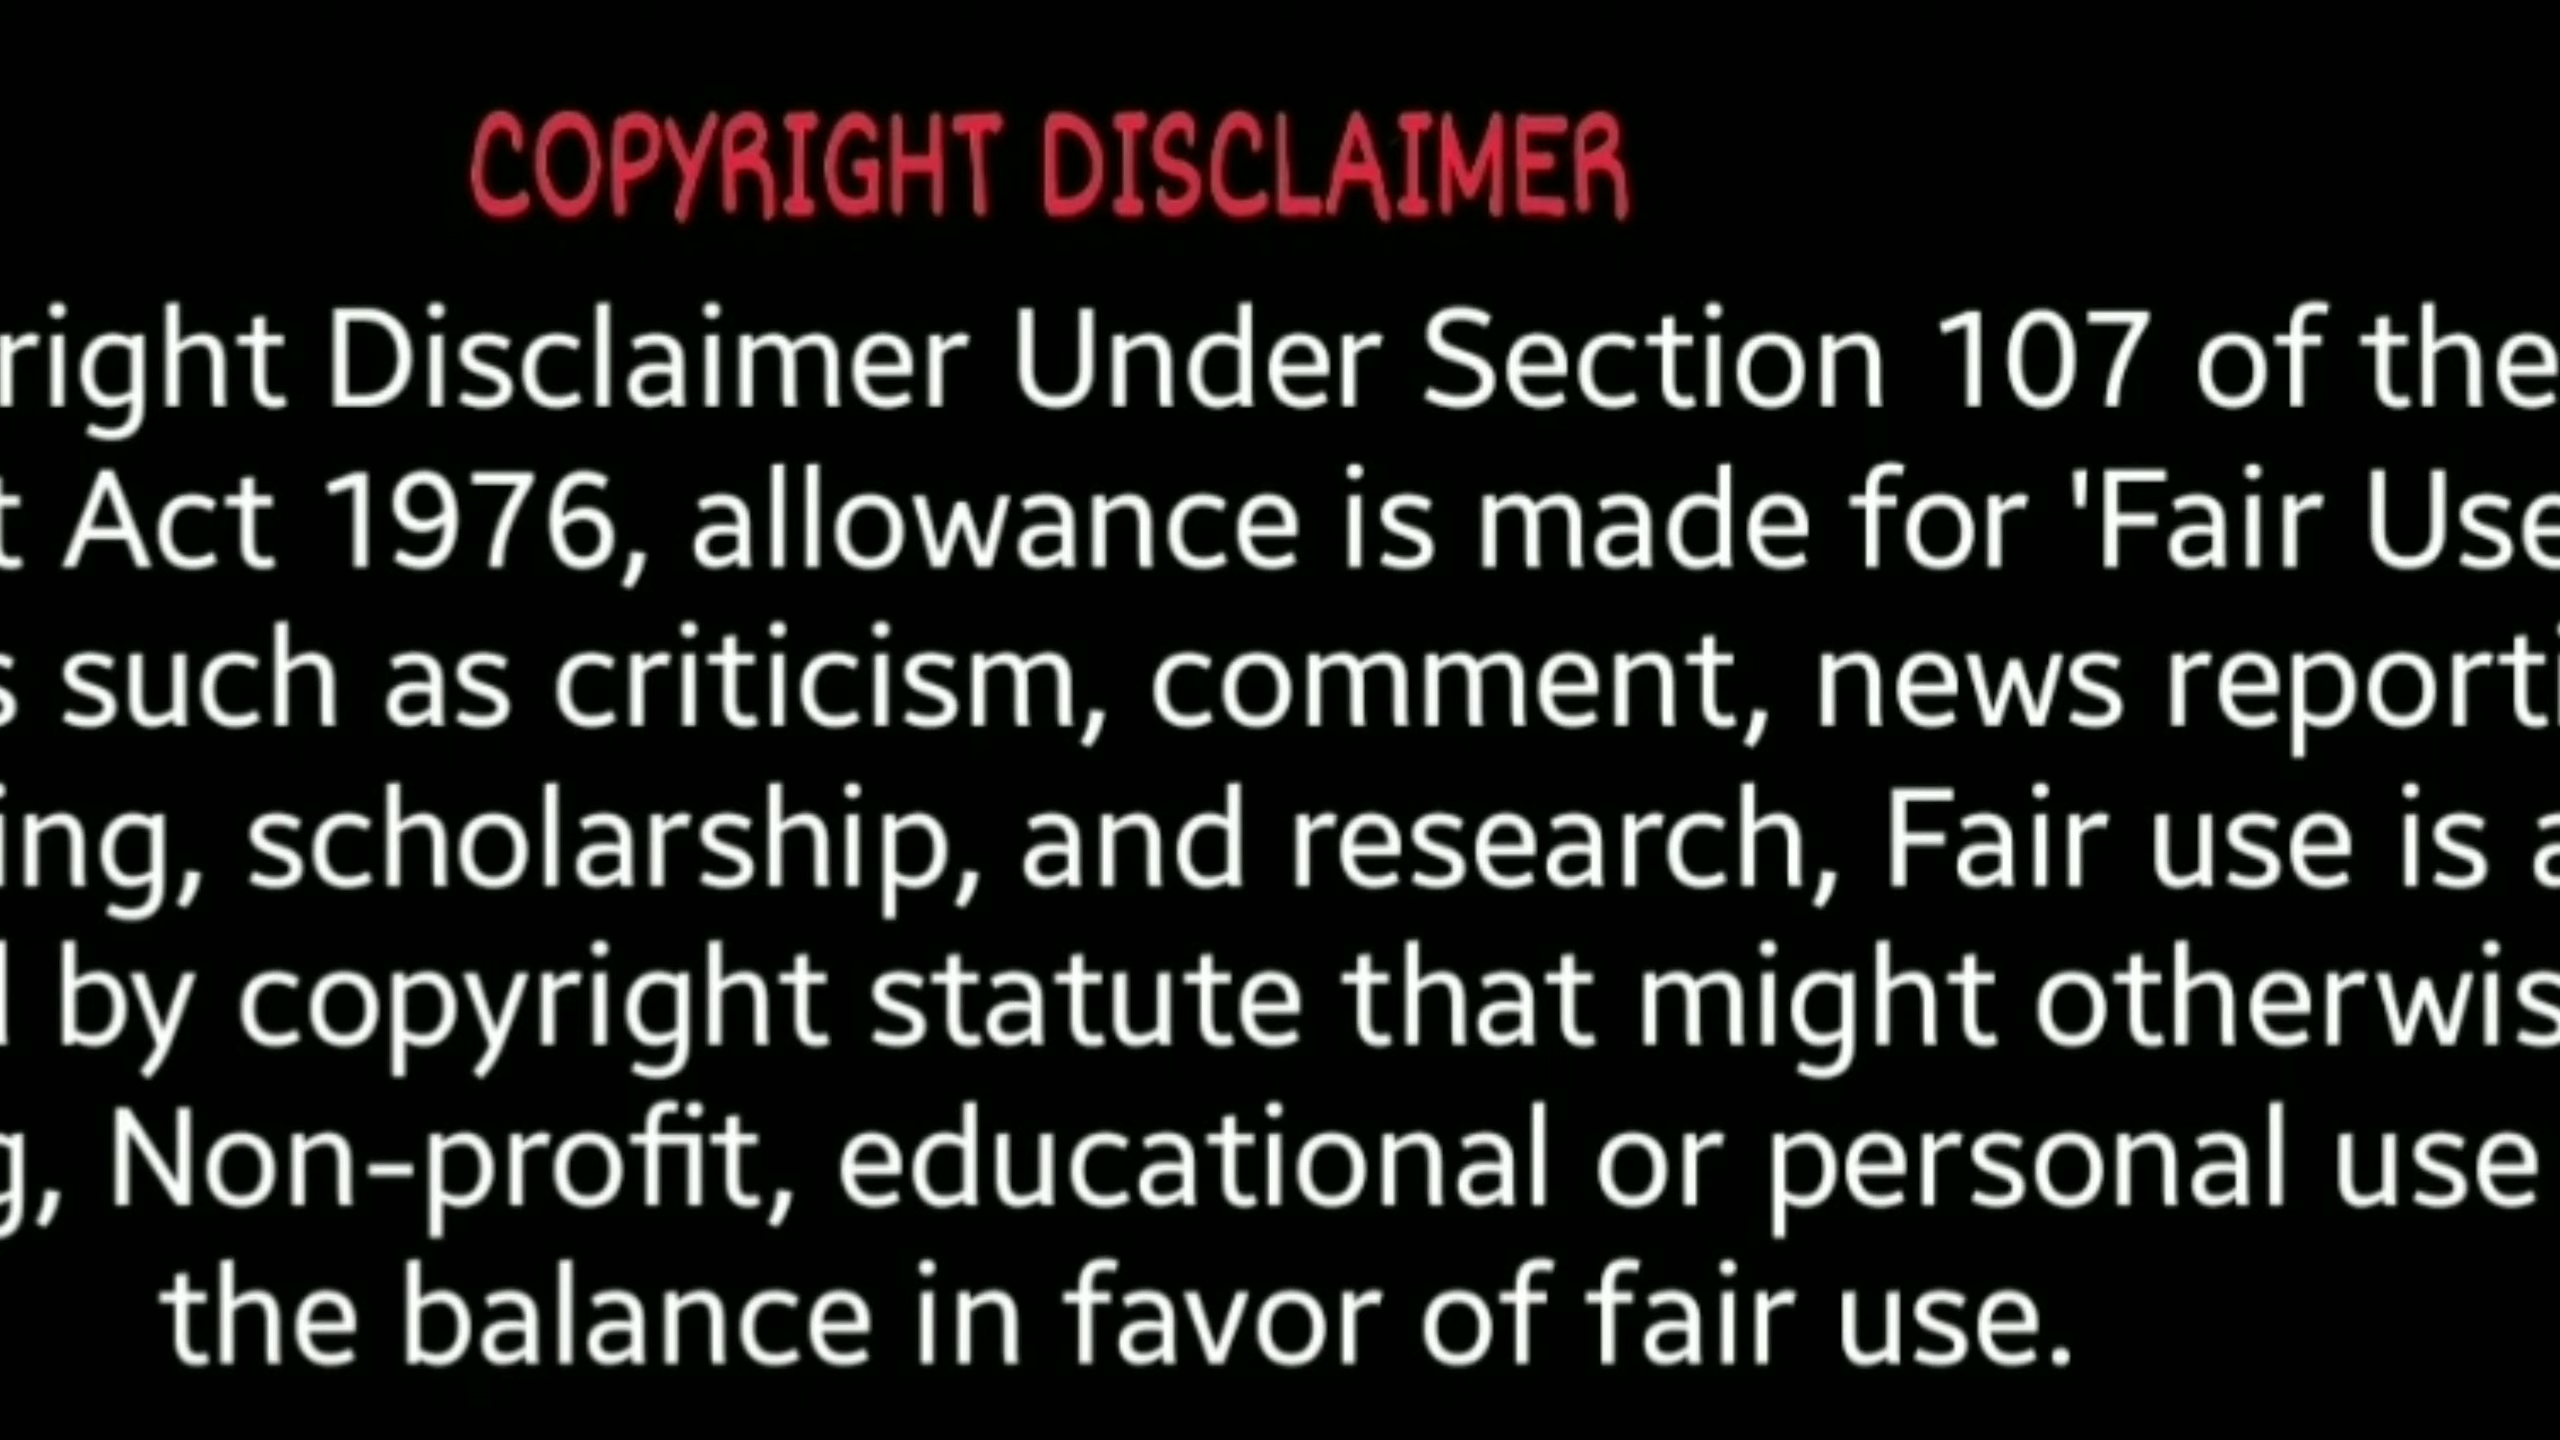 COPYRIGHT DISCLAIMER
right Disclaimer Under Section 107 of the
t Act 1976, allowance is made for 'Fair Use
s such as criticism, comment, news reporti
ing, scholarship, and research, Fair use is a
by copyright statute that might otherwis
g, Non-profit, educational or personal use
the balance in favor of fair use.